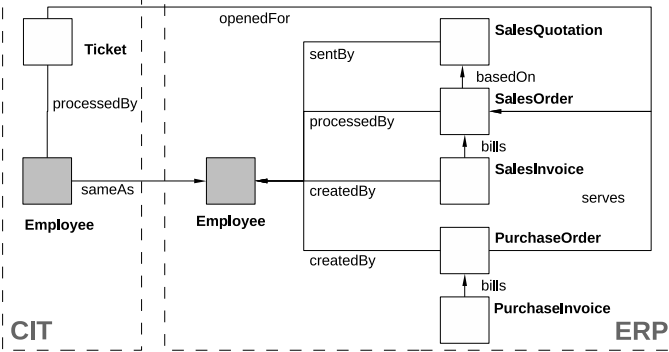 openedFor
SalesQuotation
Ticket
sentBy
basedOn
SalesOrder
processedBy
processedBy
bills
SalesInvoice
sameAs
createdBy
serves
Employee
Employee
PurchaseOrder
createdBy
bills
PurchaseInvoice
CIT
ERP